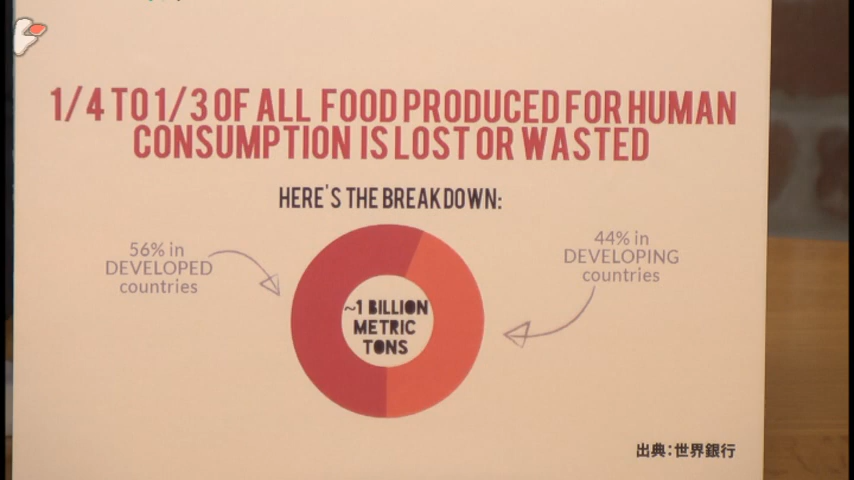 1/4 TO 1/3 OF ALL FOOD PRODUCED FOR HUMAN
CONSUMPTION IS LOST OR WASTED
HERE'S THE BREAKDOWN:
56% in
DEVELOPED
countries
44% in
DEVELOPING
countries
~1 BILLION
METRIC
TONS
出典：世界銀行